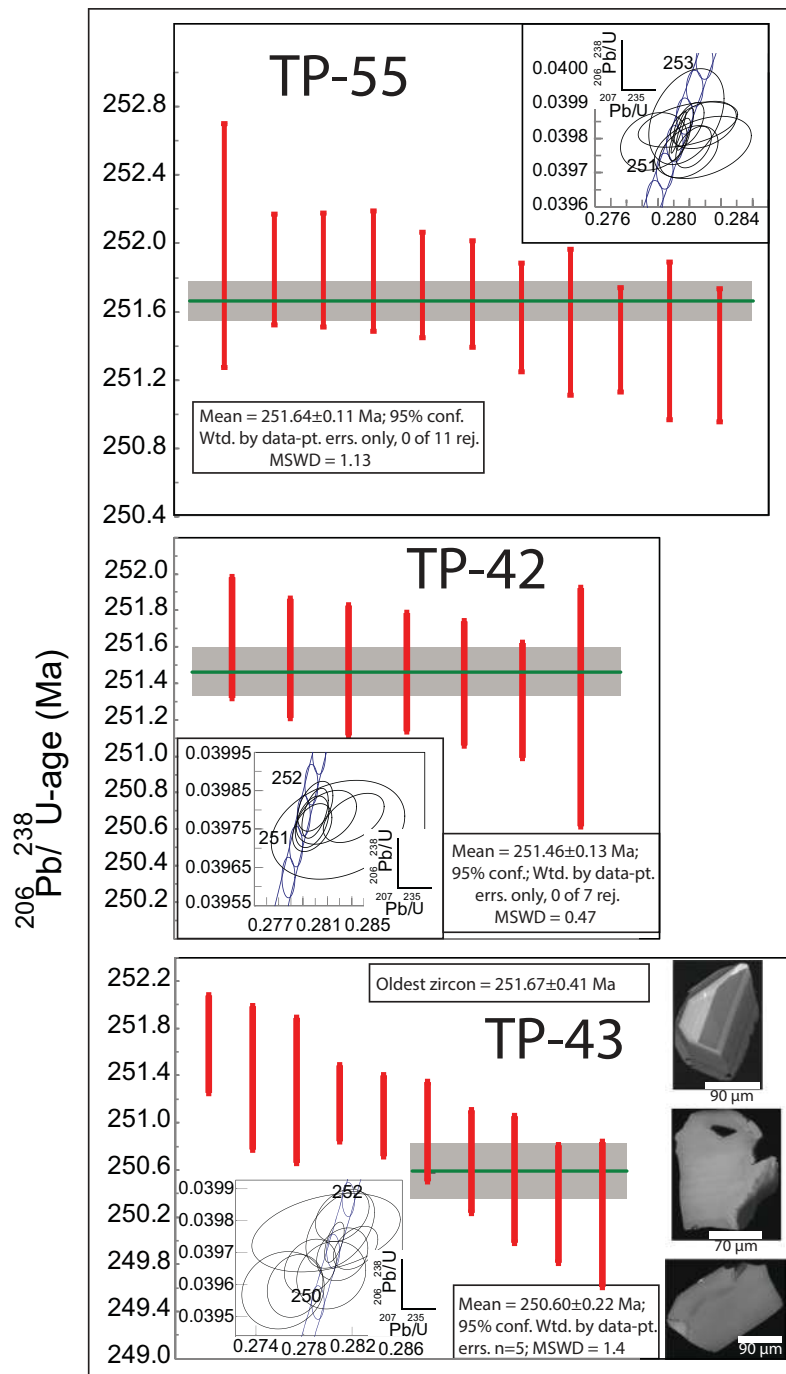 206Pb/238U-age (Ma)
TP-55
252.8
252.4
252.0
251.6
251.2
250.8
250.4
206Pb/238U
207Pb/235U
253
251
0.0400
0.0399
0.0398
0.0397
0.0396
0.276 0.280 0.284
Mean = 251.64±0.11 Ma; 95% conf.
Wtd. by data-pt. errs. only, 0 of 11 rej.
MSWD = 1.13
TP-42
252.0
251.8
251.6
251.4
251.2
251.0
250.8
250.6
250.4
250.2
0.03995
0.03985
0.03975
0.03965
0.03955
252
251
206Pb/238U
207Pb/235U
0.277 0.281 0.285
Mean = 251.46±0.13 Ma;
95% conf.; Wtd. by data-pt.
errs. only, 0 of 7 rej.
MSWD = 0.47
Oldest zircon = 251.67±0.41 Ma
TP-43
252.2
251.8
251.4
251.0
250.6
250.2
249.8
249.4
249.0
0.0399
0.0398
0.0397
0.0396
0.0395
252
250
206Pb/238U
207Pb/235U
0.274 0.278 0.282 0.286
Mean = 250.60±0.22 Ma;
95% conf. Wtd. by data-pt.
errs. n=5; MSWD = 1.4
90 µm
70 µm
90 µm